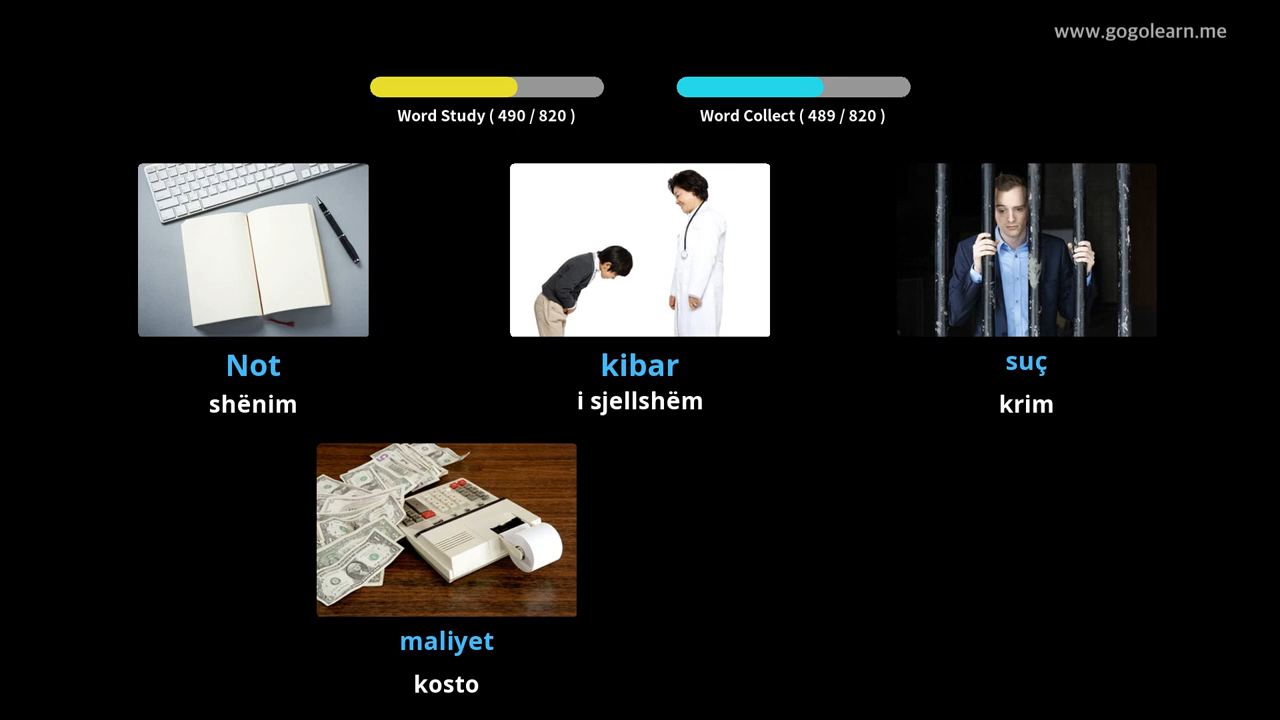 www.gogolearn.me
Word Study ( 490 / 820 )
Word Collect ( 489 / 820 )
Not
shënim
kibar
i sjellshëm
suç
krim
maliyet
kosto